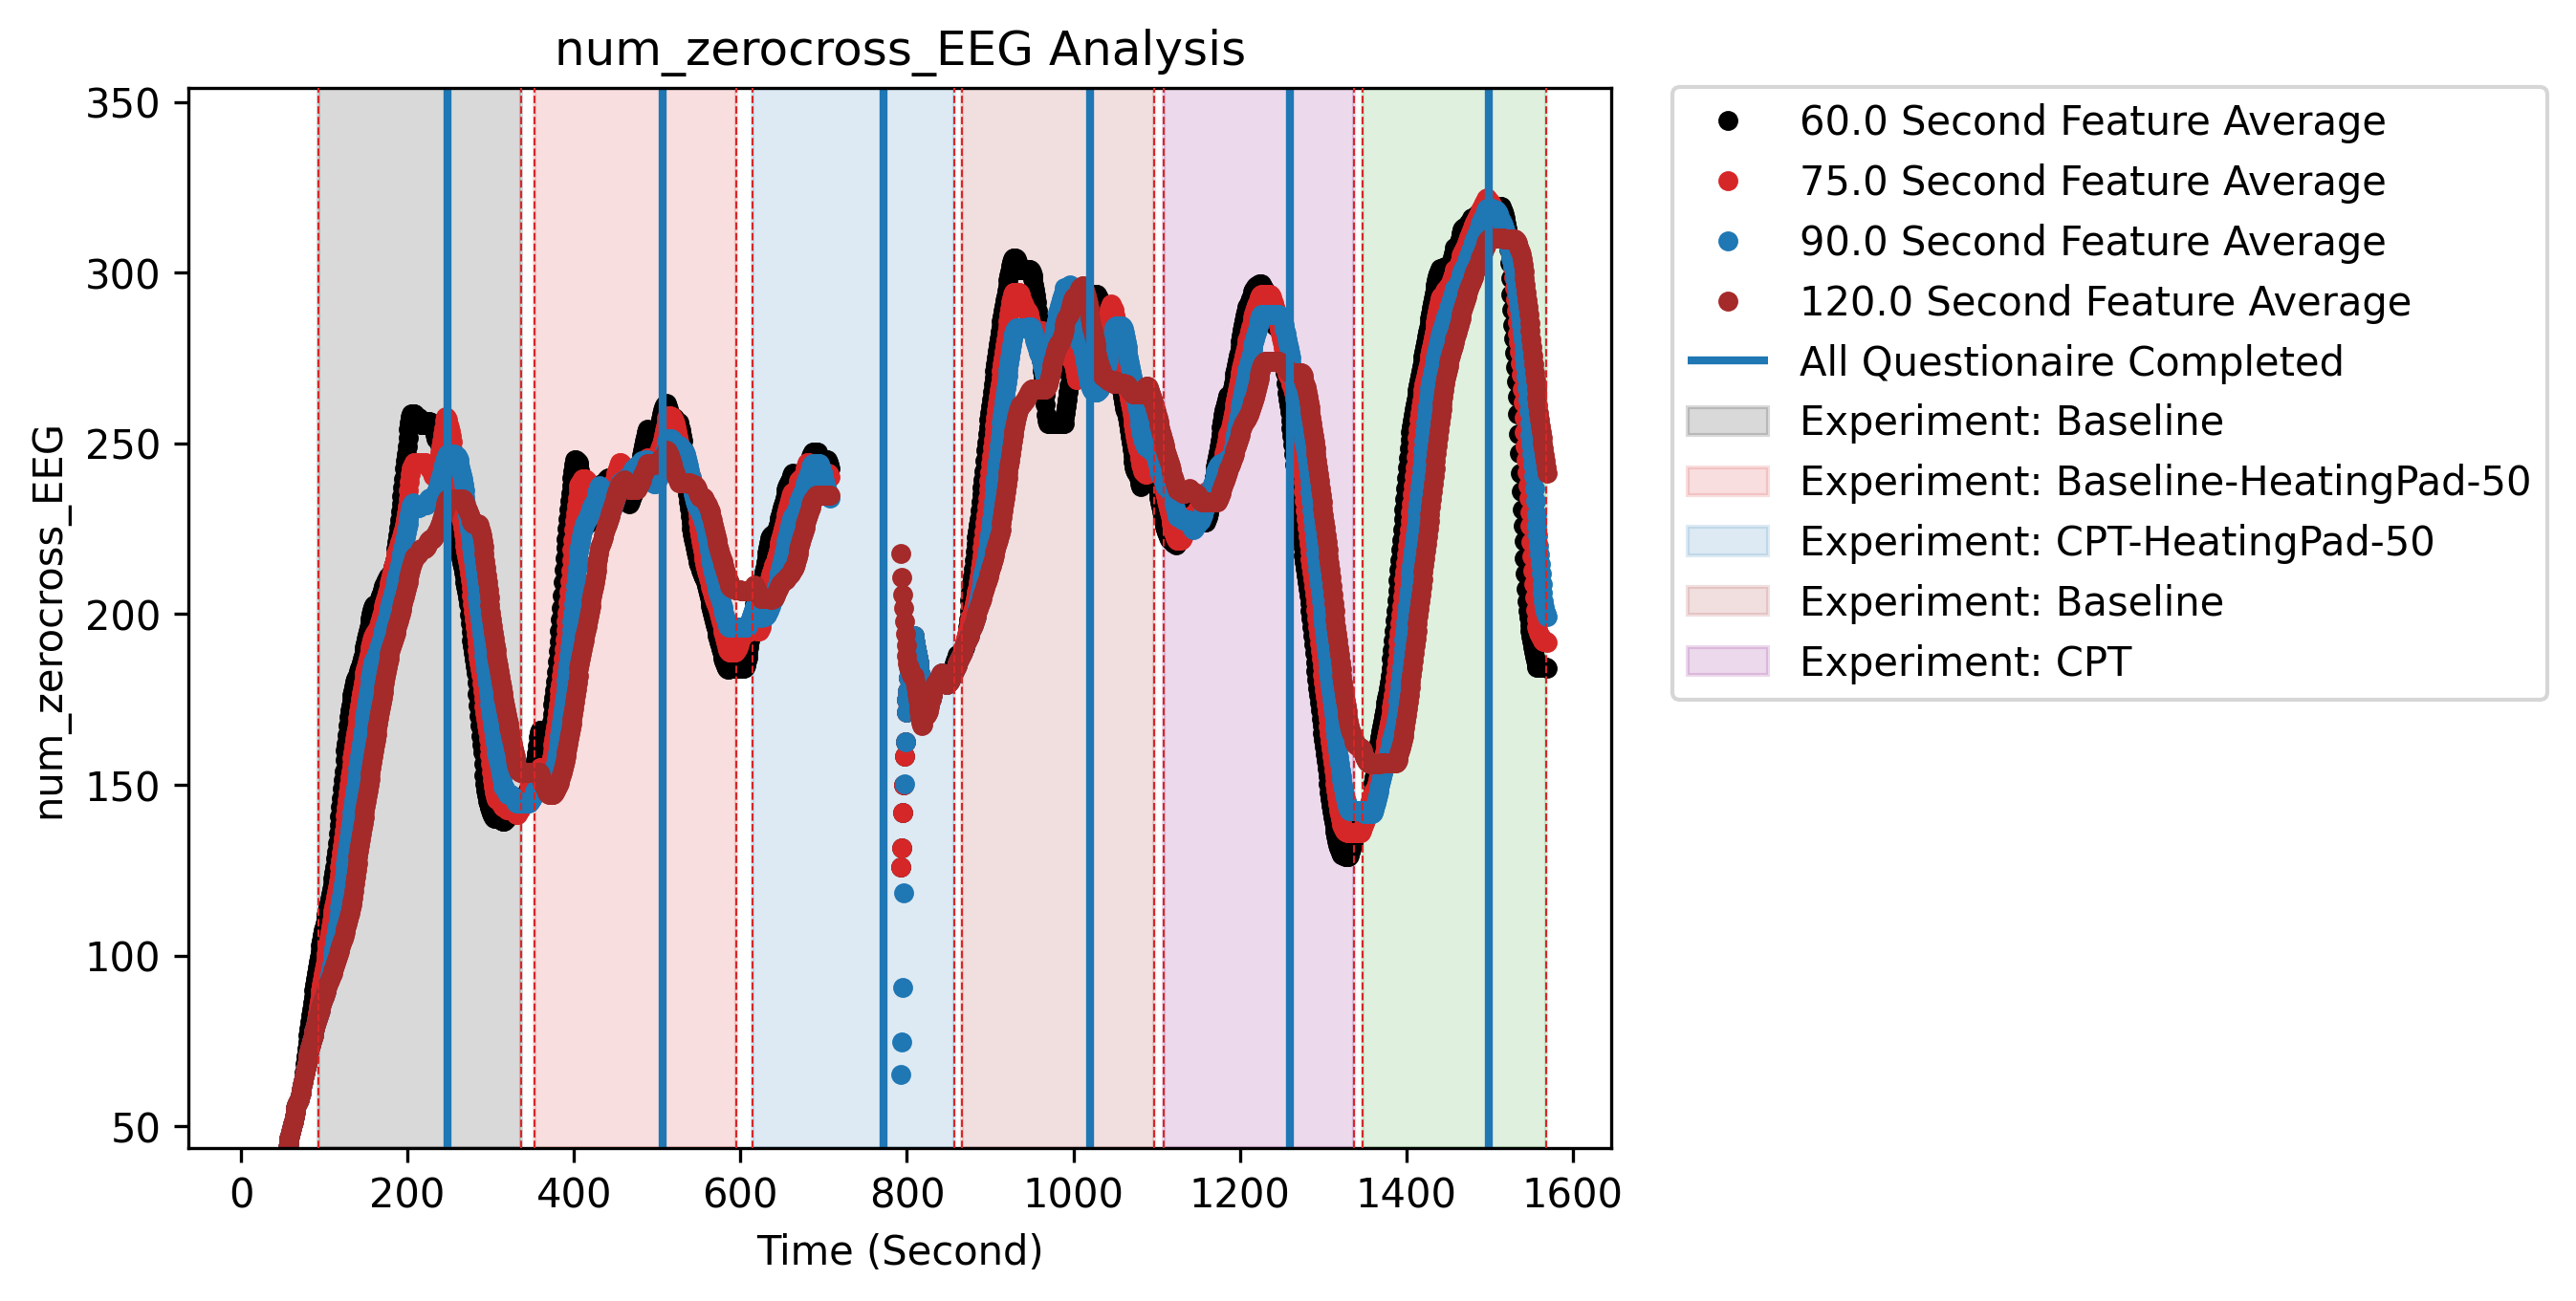 num_zerocross_EEG Analysis
350
300
250
200
150
100
50
num_zerocross_EEG
0 200 400 600 800 1000 1200 1400 1600
Time (Second)
60.0 Second Feature Average
75.0 Second Feature Average
90.0 Second Feature Average
120.0 Second Feature Average
All Questionaire Completed
Experiment: Baseline
Experiment: Baseline-HeatingPad-50
Experiment: CPT-HeatingPad-50
Experiment: Baseline
Experiment: CPT